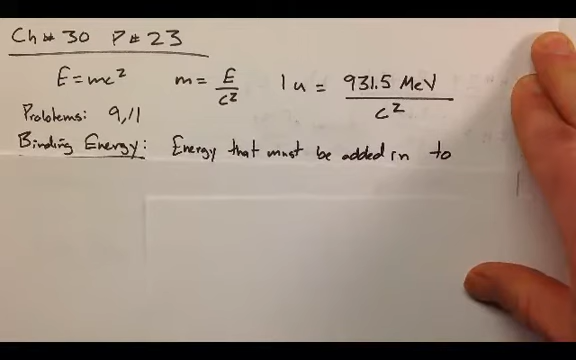 Ch # 30 P # 23
E = mc² m = E/c² 1 u = 931.5 MeV/c²
Problems: 9, 11
Binding Energy: Energy that must be added in to